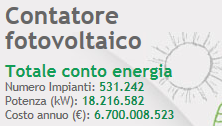 Contatore
fotovoltaico
Totale conto energia
Numero Impianti: 531.242
Potenza (kW): 18.216.582
Costo annuo (€): 6.700.008.523